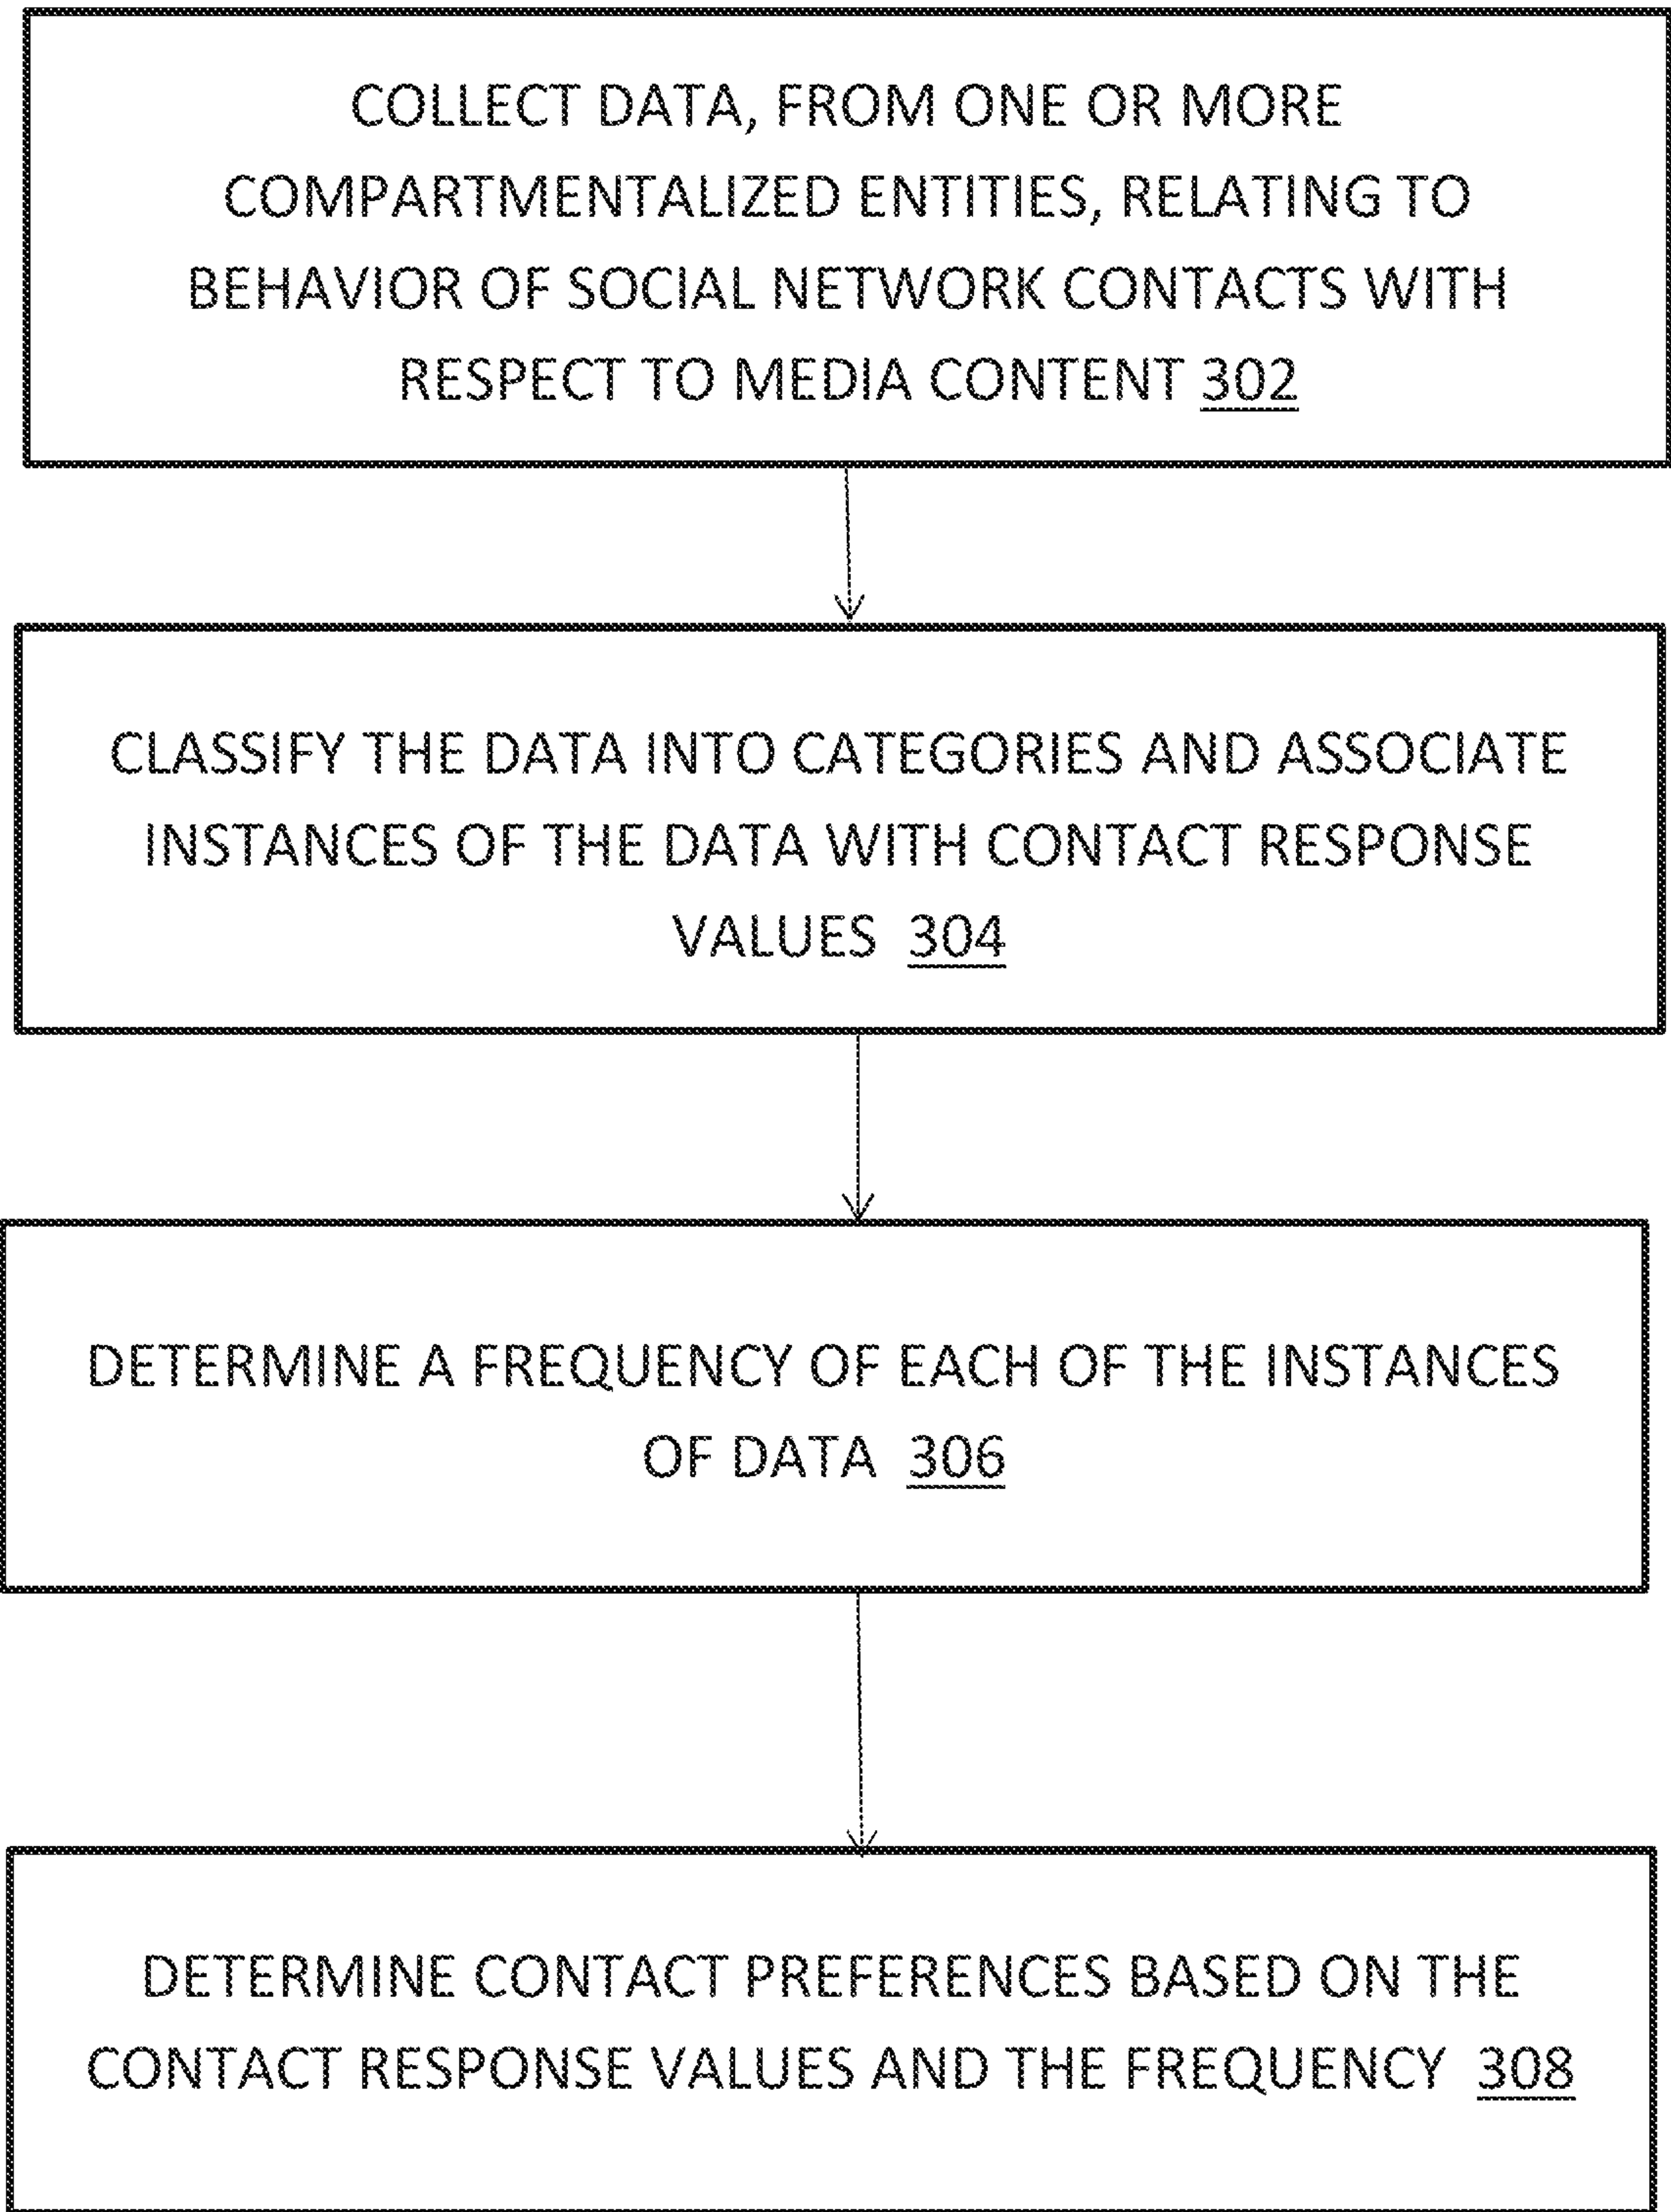 COLLECT DATA, FROM ONE OR MORE
COMPARTMENTALIZED ENTITIES, RELATING TO
BEHAVIOR OF SOCIAL NETWORK CONTACTS WITH
RESPECT TO MEDIA CONTENT 302
CLASSIFY THE DATA INTO CATEGORIES AND ASSOCIATE
INSTANCES OF THE DATA WITH CONTACT RESPONSE
VALUES 304
DETERMINE A FREQUENCY OF EACH OF THE INSTANCES
OF DATA 306
DETERMINE CONTACT PREFERENCES BASED ON THE
CONTACT RESPONSE VALUES AND THE FREQUENCY 308